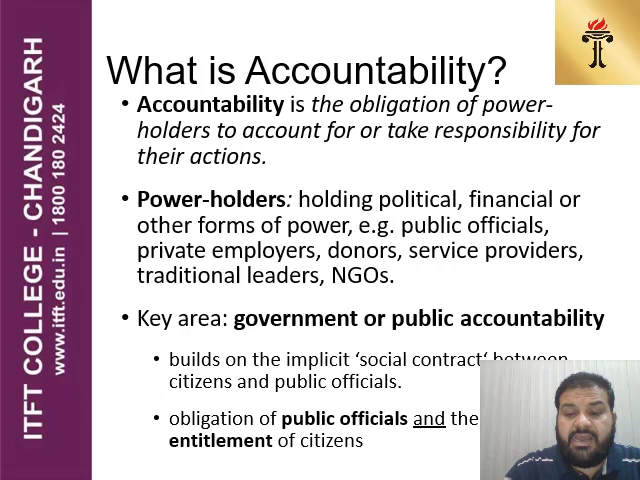 ITFT COLLEGE - CHANDIGARH
www.itft.edu.in | 1800 180 2424
What is Accountability?
• Accountability is the obligation of power-
holders to account for or take responsibility for
their actions.
• Power-holders: holding political, financial or
other forms of power, e.g. public officials,
private employers, donors, service providers,
traditional leaders, NGOs.
• Key area: government or public accountability
• builds on the implicit ‘social contract‘ between
citizens and public officials.
• obligation of public officials and the
entitlement of citizens